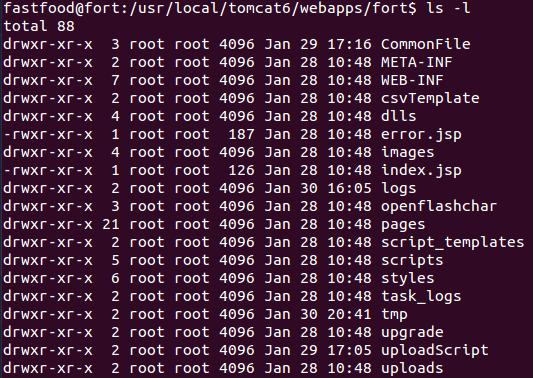 fastfood@fort:/usr/local/tomcat6/webapps/fort$ ls -l
total 88
drwxr-xr-x  3 root root 4096 Jan 29 17:16 CommonFile
drwxr-xr-x  2 root root 4096 Jan 28 10:48 META-INF
drwxr-xr-x  7 root root 4096 Jan 28 10:48 WEB-INF
drwxr-xr-x  2 root root 4096 Jan 28 10:48 csvTemplate
drwxr-xr-x  4 root root 4096 Jan 28 10:48 dlls
-rwxr-xr-x  1 root root  187 Jan 28 10:48 error.jsp
drwxr-xr-x  4 root root 4096 Jan 28 10:48 images
-rwxr-xr-x  1 root root  126 Jan 28 10:48 index.jsp
drwxr-xr-x  2 root root 4096 Jan 30 16:05 logs
drwxr-xr-x  3 root root 4096 Jan 28 10:48 openflashchar
drwxr-xr-x 21 root root 4096 Jan 28 10:48 pages
drwxr-xr-x  2 root root 4096 Jan 28 10:48 script_templates
drwxr-xr-x  5 root root 4096 Jan 28 10:48 scripts
drwxr-xr-x  6 root root 4096 Jan 28 10:48 styles
drwxr-xr-x  2 root root 4096 Jan 28 10:48 task_logs
drwxr-xr-x  2 root root 4096 Jan 30 20:41 tmp
drwxr-xr-x  2 root root 4096 Jan 28 10:48 upgrade
drwxr-xr-x  2 root root 4096 Jan 29 17:05 uploadScript
drwxr-xr-x  2 root root 4096 Jan 28 10:48 uploads